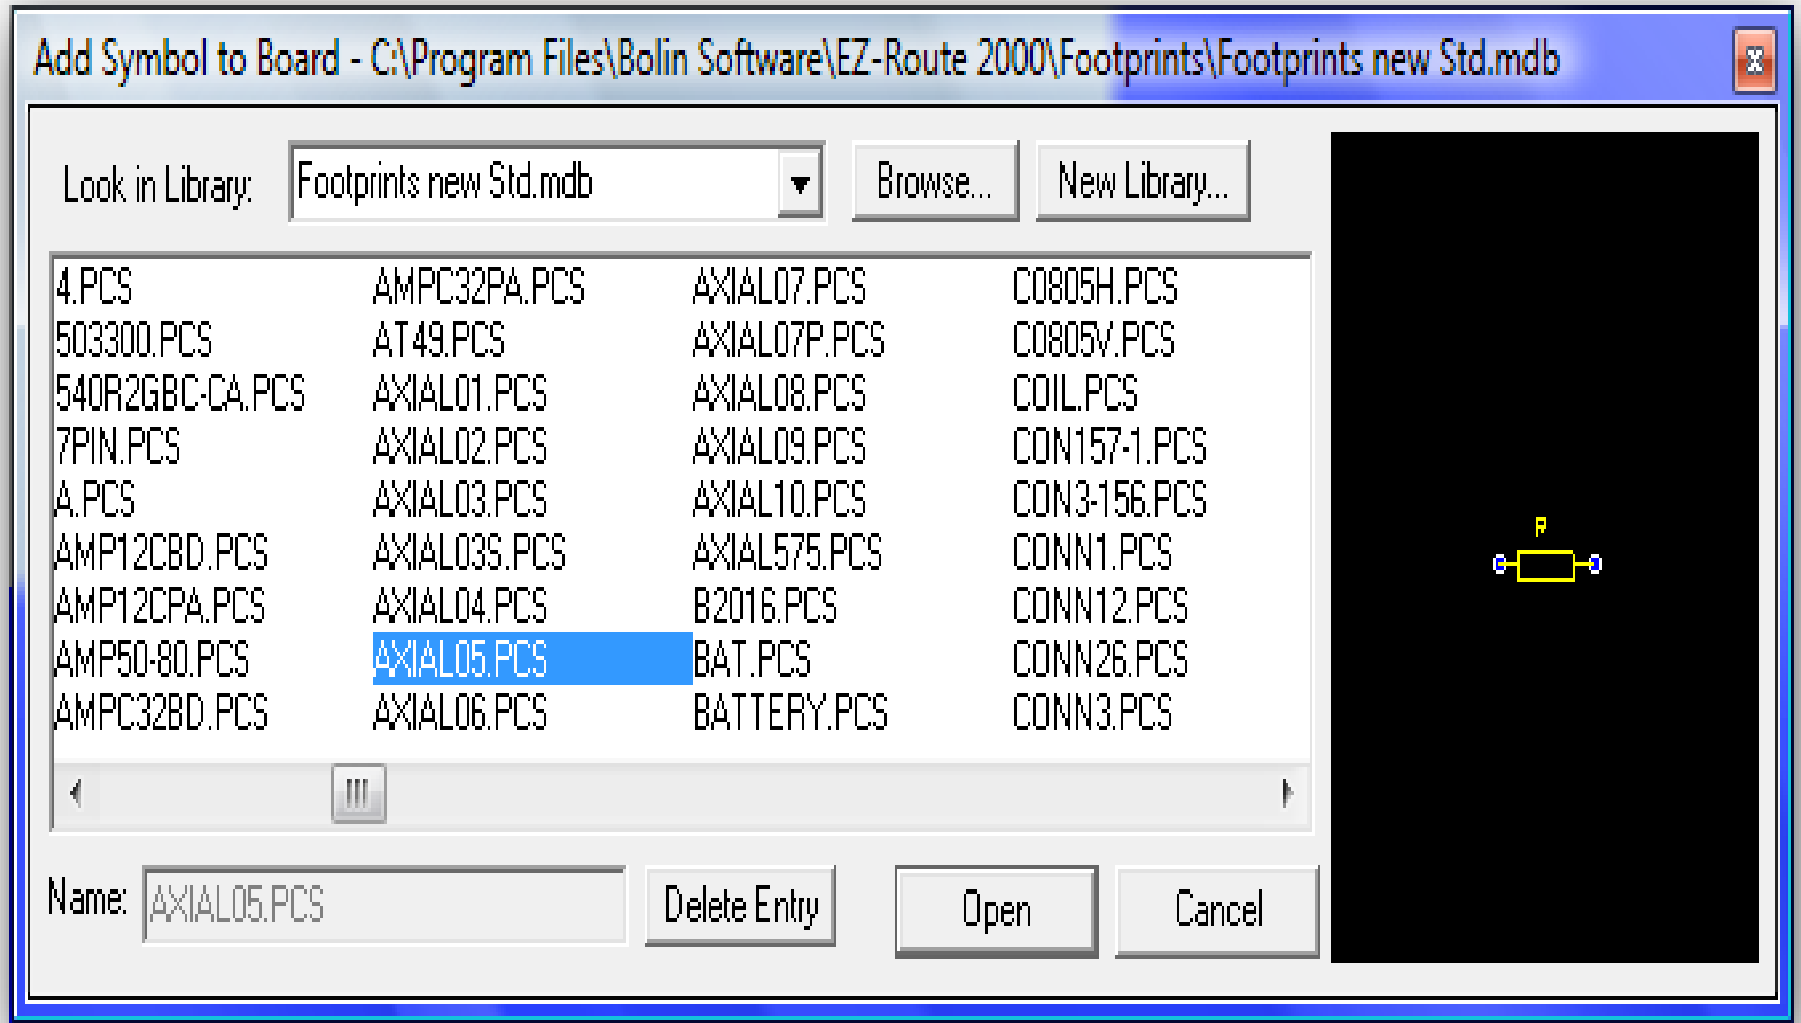 Add Symbol to Board - C:\Program Files\Bolin Software\EZ-Route 2000\Footprints\Footprints new Std.mdb
Look in Library: Footprints new Std.mdb Browse... New Library...
4.PCS AMPC32PA.PCS AXIAL07.PCS C0805H.PCS
503300.PCS AT49.PCS AXIAL07P.PCS C0805V.PCS
540R2GBC-CA.PCS AXIAL01.PCS AXIAL08.PCS COIL.PCS
7PIN.PCS AXIAL02.PCS AXIAL09.PCS CON157-1.PCS
A.PCS AXIAL03.PCS AXIAL10.PCS CON3-156.PCS
AMP12CBD.PCS AXIAL03S.PCS AXIAL575.PCS CONN1.PCS
AMP12CPA.PCS AXIAL04.PCS B2016.PCS CONN12.PCS
AMP50-80.PCS AXIAL05.PCS BAT.PCS CONN26.PCS
AMPC32BD.PCS AXIAL06.PCS BATTERY.PCS CONN3.PCS
R
Name: AXIAL05.PCS Delete Entry Open Cancel